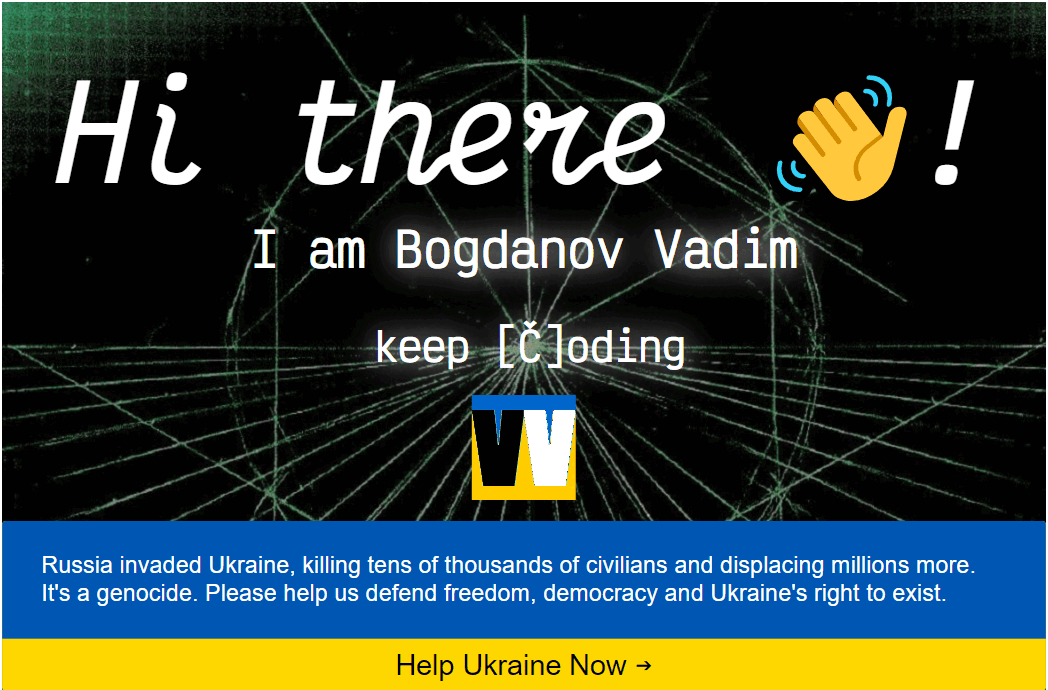 Hi there 👋!
I am Bogdanov Vadim
keep [Č]oding
VV
Russia invaded Ukraine, killing tens of thousands of civilians and displacing millions more.
It's a genocide. Please help us defend freedom, democracy and Ukraine's right to exist.
Help Ukraine Now →